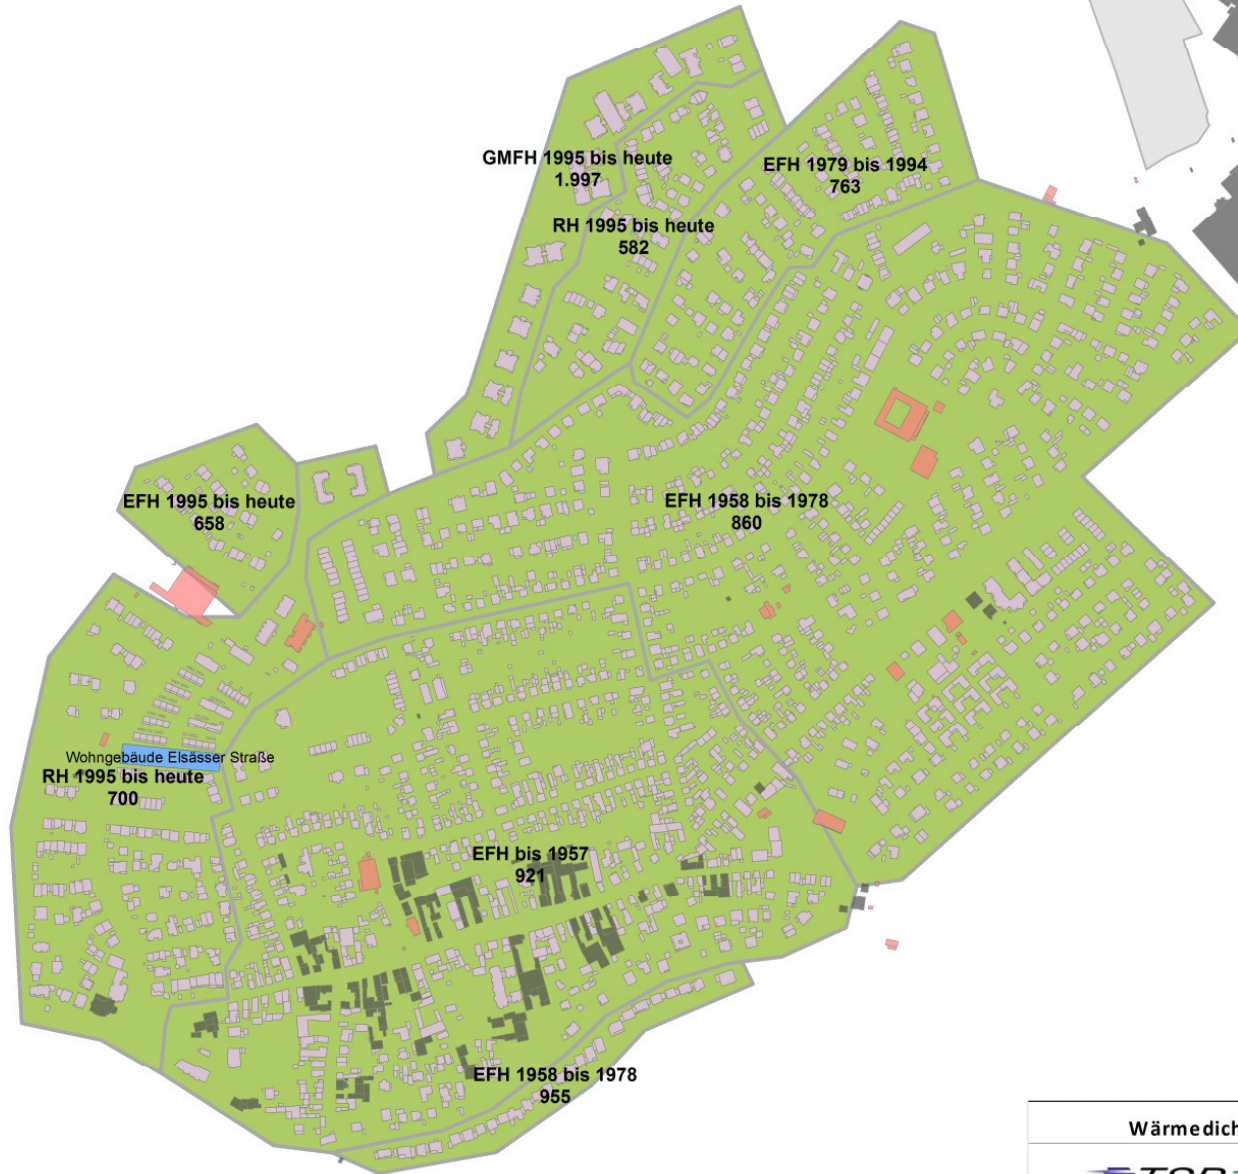 GMFH 1995 bis heute
1.997
EFH 1979 bis 1994
763
RH 1995 bis heute
582
EFH 1995 bis heute
658
EFH 1958 bis 1978
860
Wohngebäude Elsässer Straße
RH 1995 bis heute
700
EFH bis 1957
921
EFH 1958 bis 1978
955
Wärmedich